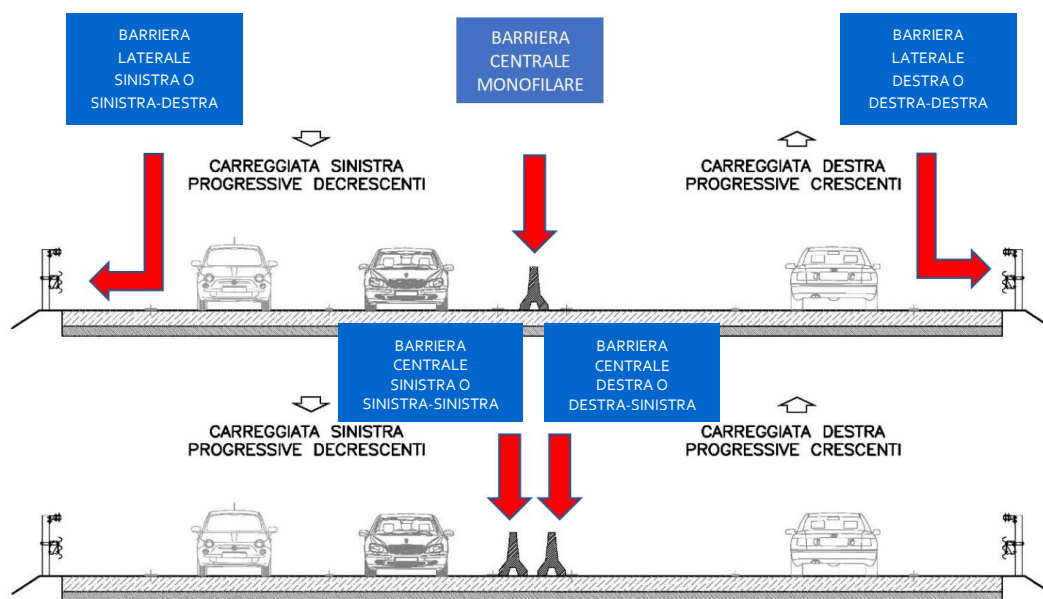 BARRIERA
LATERALE
SINISTRA O
SINISTRA-DESTRA
BARRIERA
CENTRALE
MONOFILARE
BARRIERA
LATERALE
DESTRA O
DESTRA-DESTRA
CARREGGIATA SINISTRA
PROGRESSIVE DECRESCENTI
CARREGGIATA DESTRA
PROGRESSIVE CRESCENTI
BARRIERA
CENTRALE
SINISTRA O
SINISTRA-SINISTRA
BARRIERA
CENTRALE
DESTRA O
DESTRA-SINISTRA
CARREGGIATA SINISTRA
PROGRESSIVE DECRESCENTI
CARREGGIATA DESTRA
PROGRESSIVE CRESCENTI